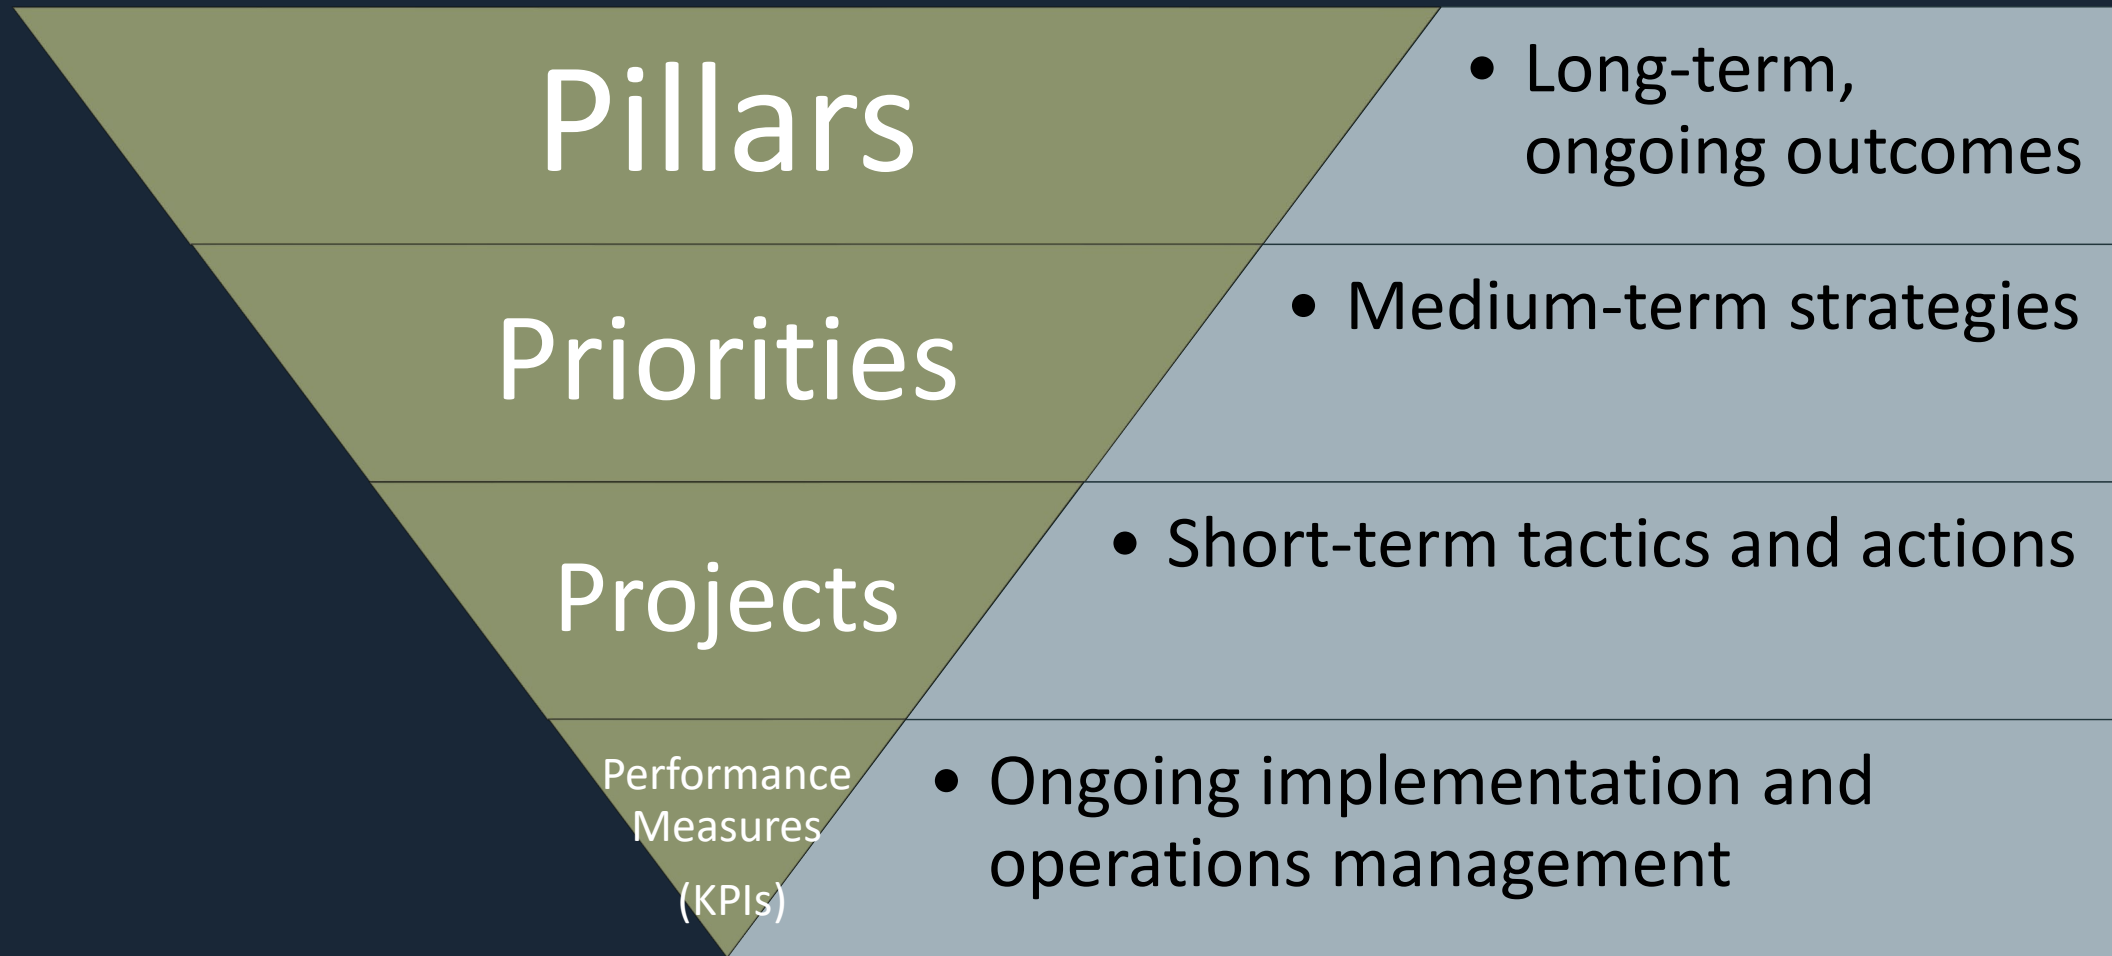 Pillars
• Long-term,
ongoing outcomes
Priorities
• Medium-term strategies
Projects
• Short-term tactics and actions
Performance
Measures
(KPIs)
• Ongoing implementation and
operations management